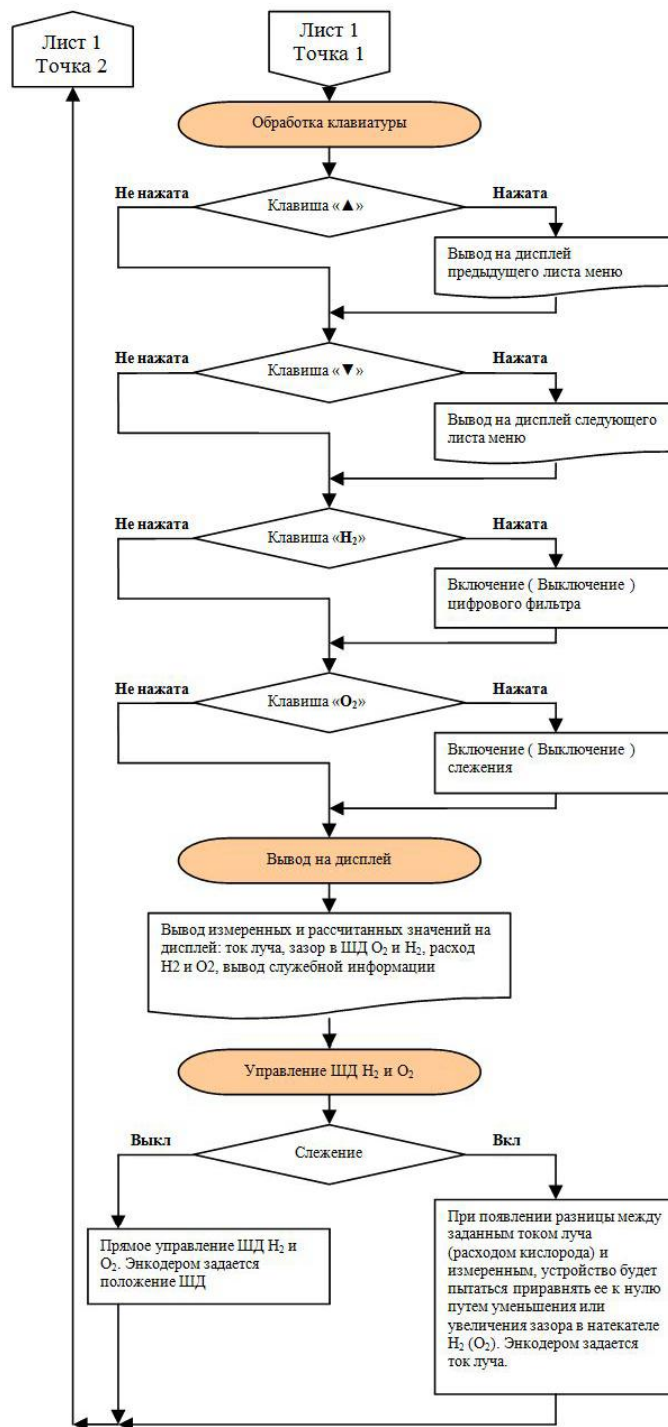 Лист 1
Точка 2
Лист 1
Точка 1
Обработка клавиатуры
Не нажата
Клавиша «▲»
Нажата
Вывод на дисплей
предыдущего листа меню
Не нажата
Клавиша «▼»
Нажата
Вывод на дисплей следующего
листа меню
Не нажата
Клавиша «H₂»
Нажата
Включение ( Выключение )
цифрового фильтра
Не нажата
Клавиша «O₂»
Нажата
Включение ( Выключение )
слежения
Вывод на дисплей
Вывод измеренных и рассчитанных значений на
дисплей: ток луча, зазор в ШД O₂ и H₂, расход
H2 и O2, вывод служебной информации
Управление ШД H₂ и O₂
Выкл
Слежение
Вкл
Прямое управление ШД H₂ и
O₂. Энкодером задается
положение ШД
При появлении разницы между
заданным током луча
(расходом кислорода) и
измеренным, устройство будет
пытаться приравнять ее к нулю
путем уменьшения или
увеличения зазора в натекателе
H₂ (O₂). Энкодером задается
ток луча.